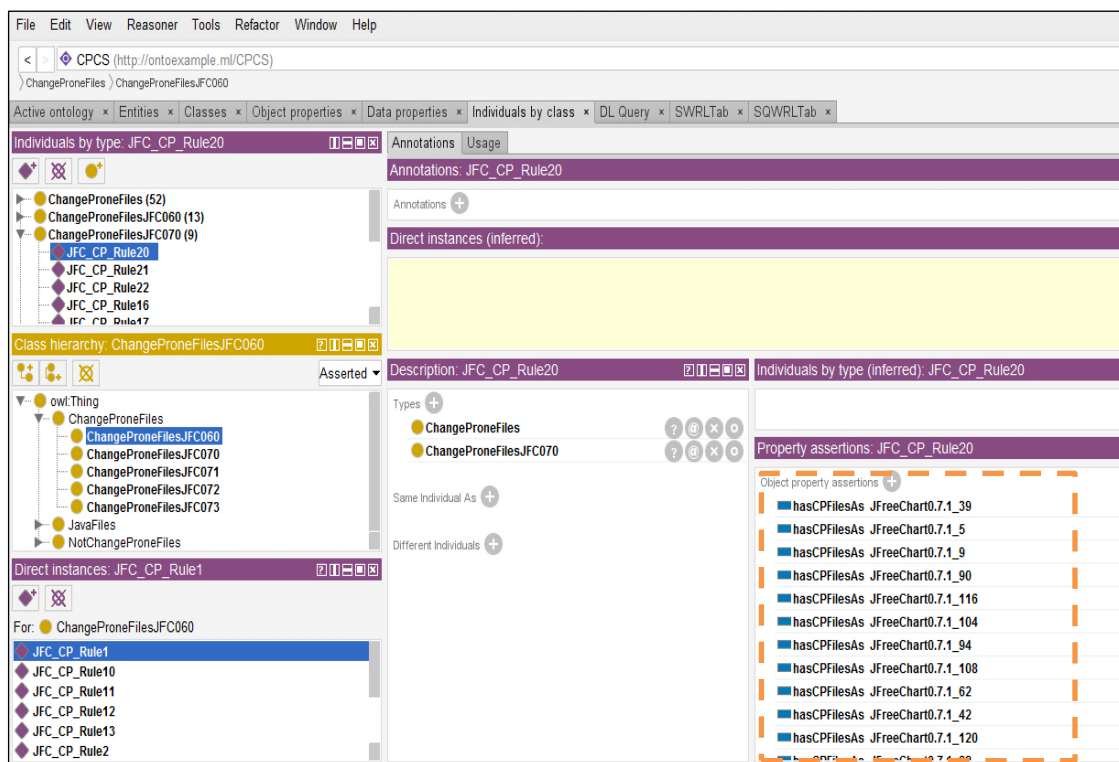 File Edit View Reasoner Tools Refactor Window Help
< > CPCS (http://ontoexample.ml/CPCS)
ChangeProneFiles ChangeProneFilesJFC060
Active ontology × Entities × Classes × Object properties × Data properties × Individuals by class × DL Query × SWRLTab × SQWRLTab ×
Individuals by type: JFC_CP_Rule20
ChangeProneFiles (52)
ChangeProneFilesJFC060 (13)
ChangeProneFilesJFC070 (9)
JFC_CP_Rule20
JFC_CP_Rule21
JFC_CP_Rule22
JFC_CP_Rule16
JFC_CP_Rule17
Class hierarchy: ChangeProneFilesJFC060
Asserted
owl:Thing
ChangeProneFiles
ChangeProneFilesJFC060
ChangeProneFilesJFC070
ChangeProneFilesJFC071
ChangeProneFilesJFC072
ChangeProneFilesJFC073
JavaFiles
NotChangeProneFiles
Direct instances: JFC_CP_Rule1
For: ChangeProneFilesJFC060
JFC_CP_Rule1
JFC_CP_Rule10
JFC_CP_Rule11
JFC_CP_Rule12
JFC_CP_Rule13
JFC_CP_Rule2
Annotations Usage
Annotations: JFC_CP_Rule20
Annotations
Direct instances (inferred):
Description: JFC_CP_Rule20
Types
ChangeProneFiles
ChangeProneFilesJFC070
Same Individual As
Different Individuals
Individuals by type (inferred): JFC_CP_Rule20
Property assertions: JFC_CP_Rule20
Object property assertions
hasCPFilesAs JFreeChart0.7.1_39
hasCPFilesAs JFreeChart0.7.1_5
hasCPFilesAs JFreeChart0.7.1_9
hasCPFilesAs JFreeChart0.7.1_90
hasCPFilesAs JFreeChart0.7.1_116
hasCPFilesAs JFreeChart0.7.1_104
hasCPFilesAs JFreeChart0.7.1_94
hasCPFilesAs JFreeChart0.7.1_108
hasCPFilesAs JFreeChart0.7.1_62
hasCPFilesAs JFreeChart0.7.1_42
hasCPFilesAs JFreeChart0.7.1_120